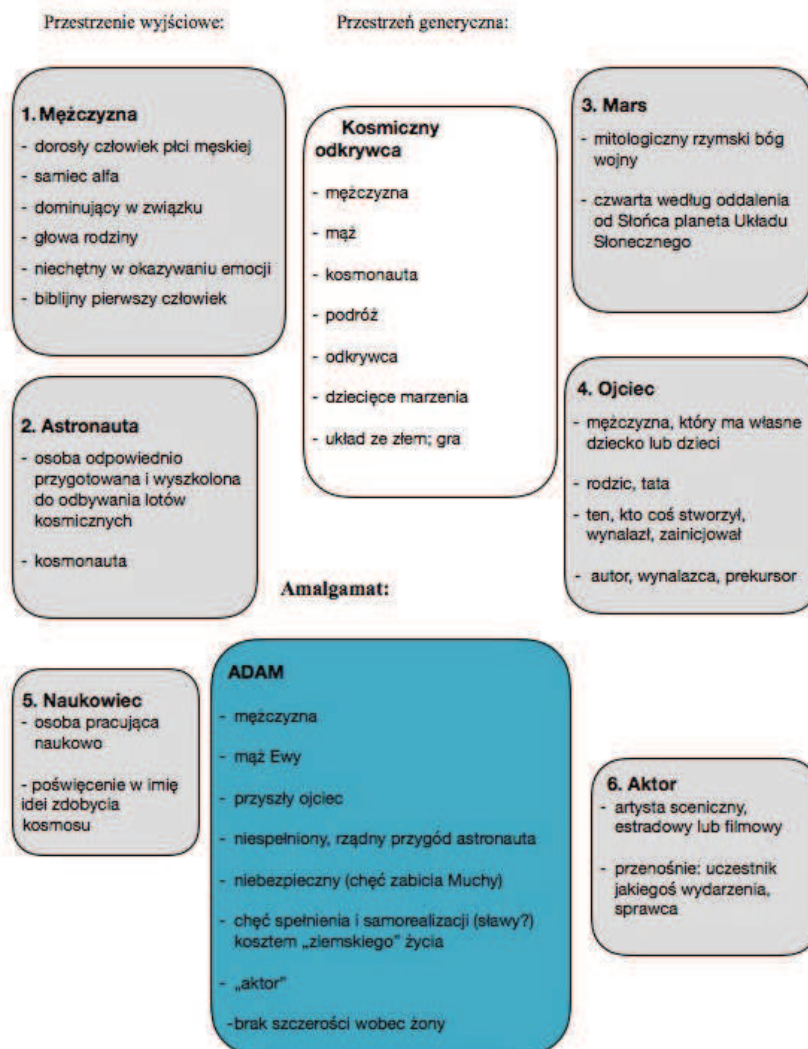 Przestrzenie wyjściowe:
Przestrzeń generyczna:
1. Mężczyzna
- dorosły człowiek płci męskiej
- samiec alfa
- dominujący w związku
- głowa rodziny
- niechętny w okazywaniu emocji
- biblijny pierwszy człowiek
Kosmiczny
odkrywca
- mężczyzna
- mąż
- kosmonauta
- podróż
- odkrywca
- dziecięce marzenia
- układ ze złem; gra
3. Mars
- mitologiczny rzymski bóg
wojny
- czwarta według oddalenia
od Słońca planeta Układu
Słonecznego
2. Astronauta
- osoba odpowiednio
przygotowana i wyszkolona
do odbywania lotów
kosmicznych
- kosmonauta
4. Ojciec
- mężczyzna, który ma własne
dziecko lub dzieci
- rodzic, tata
- ten, kto coś stworzył,
wynalazł, zainicjował
- autor, wynalazca, prekursor
Amalgamat:
5. Naukowiec
- osoba pracująca
naukowo
- poświęcenie w imię
idei zdobycia
kosmosu
ADAM
- mężczyzna
- mąż Ewy
- przyszły ojciec
- niespełniony, rządny przygód astronauta
- niebezpieczny (chęć zabicia Muchy)
- chęć spełnienia i samorealizacji (sławy?)
kosztem „ziemskiego” życia
- „aktor”
-brak szczerości wobec żony
6. Aktor
- artysta sceniczny,
estradowy lub filmowy
- przenośnie: uczestnik
jakiegoś wydarzenia,
sprawca